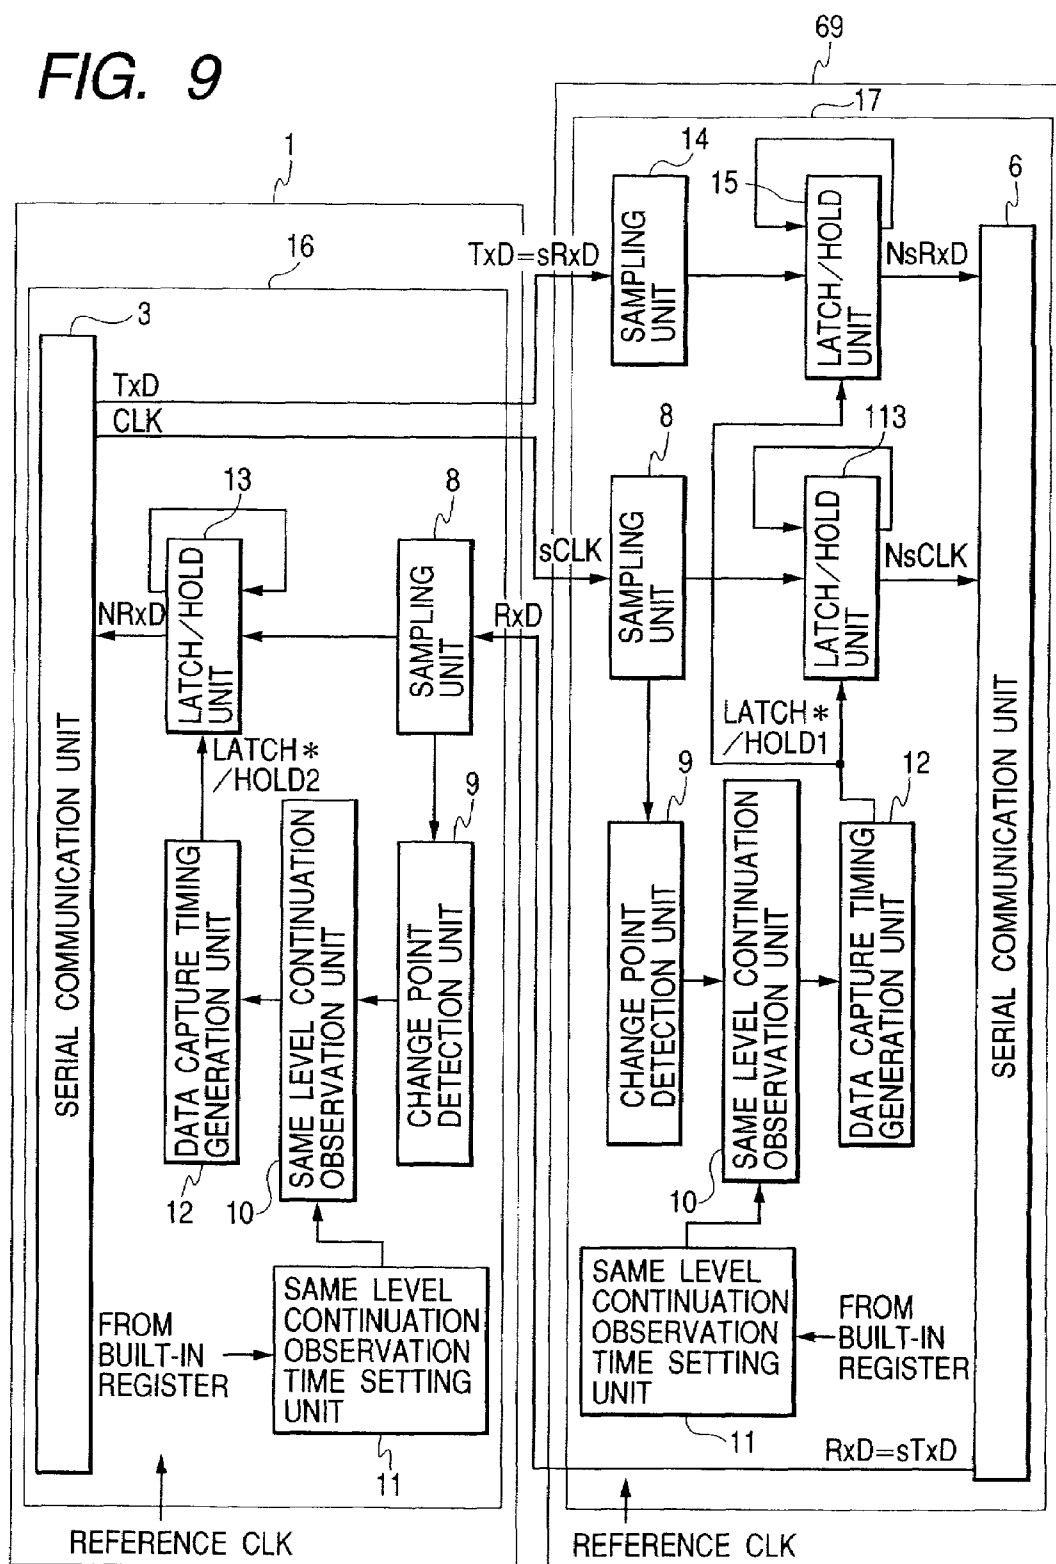 FIG. 9
69
17
1
14
15
6
16
TxD=sRxD
SAMPLING
UNIT
LATCH/HOLD
UNIT
NsRxD
3
TxD
CLK
8
113
13
8
sCLK
SAMPLING
UNIT
LATCH/HOLD
UNIT
NsCLK
NRxD
LATCH/HOLD
UNIT
SAMPLING
UNIT
RxD
LATCH*
/HOLD2
LATCH*
/HOLD1
9
9
12
SERIAL COMMUNICATION UNIT
DATA CAPTURE TIMING
GENERATION UNIT
SAME LEVEL CONTINUATION
OBSERVATION UNIT
CHANGE POINT
DETECTION UNIT
CHANGE POINT
DETECTION UNIT
SAME LEVEL CONTINUATION
OBSERVATION UNIT
DATA CAPTURE TIMING
GENERATION UNIT
SERIAL COMMUNICATION UNIT
12
10
10
FROM
BUILT-IN
REGISTER
SAME LEVEL
CONTINUATION
OBSERVATION
TIME SETTING
UNIT
SAME LEVEL
CONTINUATION
OBSERVATION
TIME SETTING
UNIT
FROM
BUILT-IN
REGISTER
11
11
RxD=sTxD
REFERENCE CLK
REFERENCE CLK